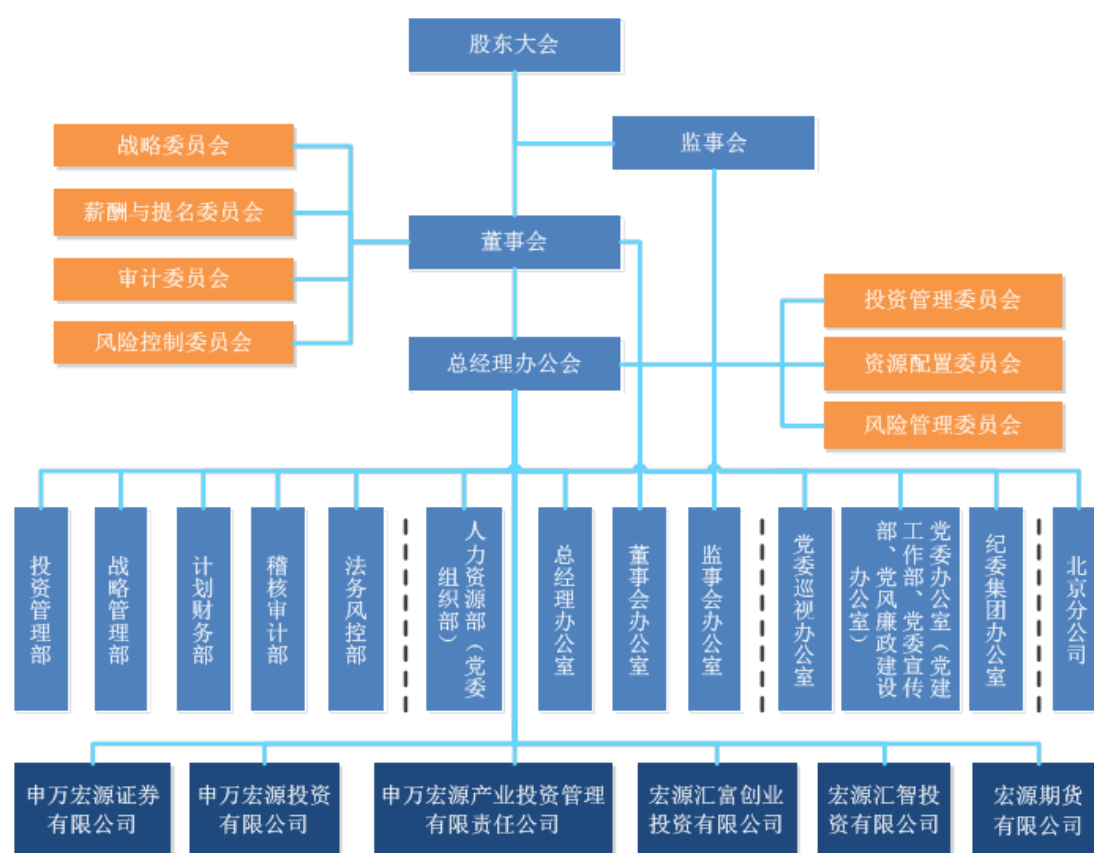 股东大会
监事会
战略委员会
薪酬与提名委员会
董事会
审计委员会
投资管理委员会
风险控制委员会
总经理办公会
资源配置委员会
风险管理委员会
投资管理部
战略管理部
计划财务部
稽核审计部
法务风控部
人力资源部（党委
组织部）
总经理办公室
董事会办公室
监事会办公室
党委巡视办公室
党委办公室（党建
工作部、党委宣传
部、党风廉政建设
办公室）
纪委集团办公室
北京分公司
申万宏源证券
有限公司
申万宏源投资
有限公司
申万宏源产业投资管理
有限责任公司
宏源汇富创业
投资有限公司
宏源汇智投
资有限公司
宏源期货
有限公司